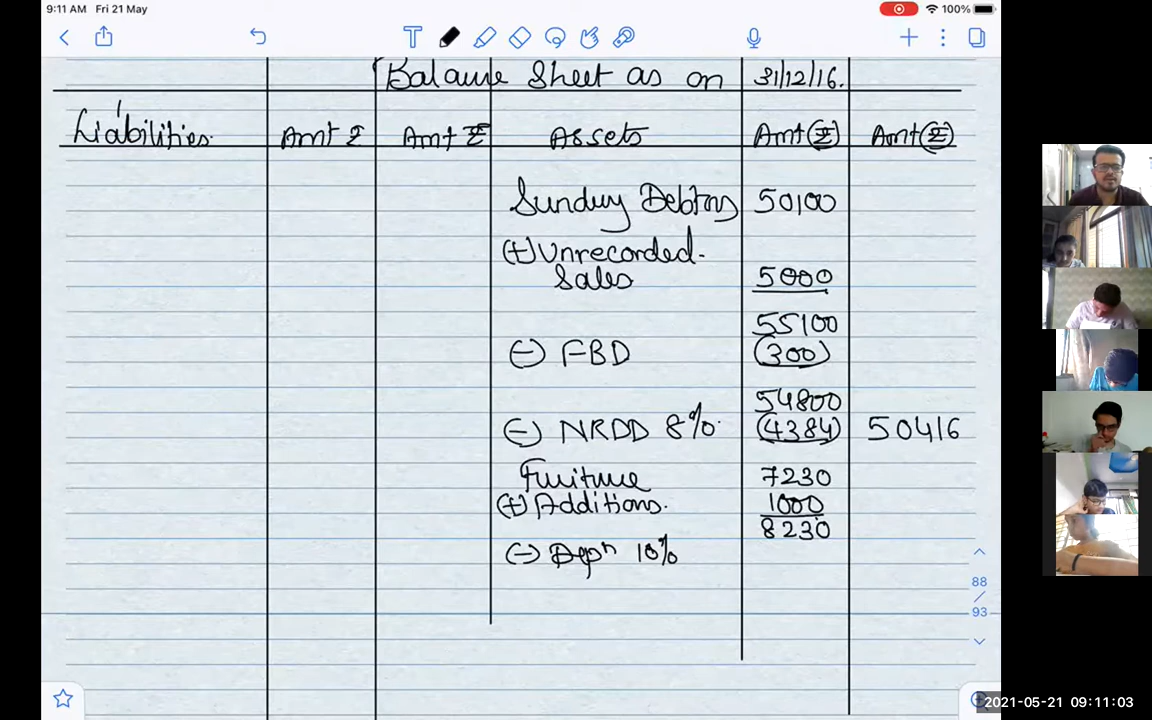 9:11 AM Fri 21 May
100%
Balance Sheet as on 31/12/16.
Liabilities. Amt ₹ Amt ₹ Assets Amt (₹) Amt (₹)
Sundry Debtors 50100
(+) Unrecorded.
Sales 5000
55100
(-) FBD (300)
54800
(-) NRDD 8%. (4384) 50416
Furniture 7230
(+) Additions. 1000
8230
(-) Depn 10%
88
/
93
2021-05-21 09:11:03